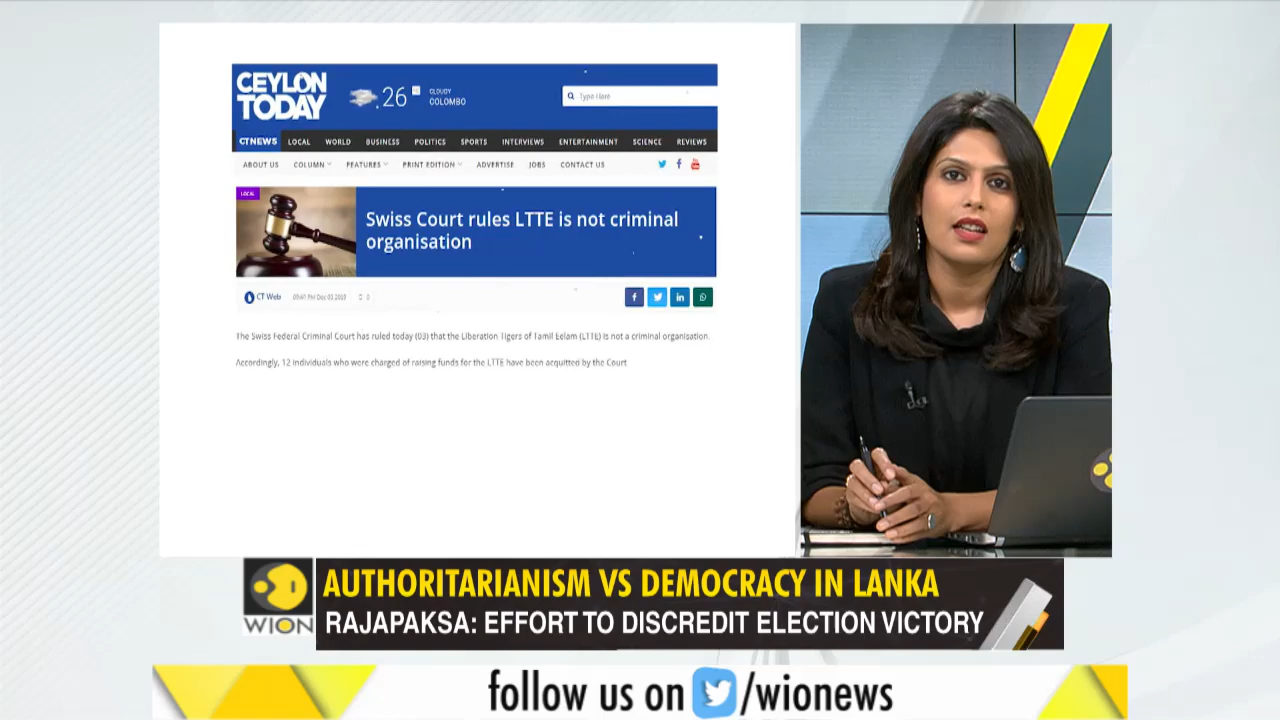 CEYLON
TODAY
26
CLOUDY
COLOMBO
Type Here
CTNEWS LOCAL WORLD BUSINESS POLITICS SPORTS INTERVIEWS ENTERTAINMENT SCIENCE REVIEWS
ABOUT US COLUMN FEATURES PRINT EDITION ADVERTISE JOBS CONTACT US
LOCAL
Swiss Court rules LTTE is not criminal
organisation
CT Web
The Swiss Federal Criminal Court has ruled today (03) that the Liberation Tigers of Tamil Eelam (LTTE) is not a criminal organisation.
Accordingly, 12 individuals who were charged of raising funds for the LTTE have been acquitted by the Court
WION
AUTHORITARIANISM VS DEMOCRACY IN LANKA
RAJAPAKSA: EFFORT TO DISCREDIT ELECTION VICTORY
follow us on /wionews